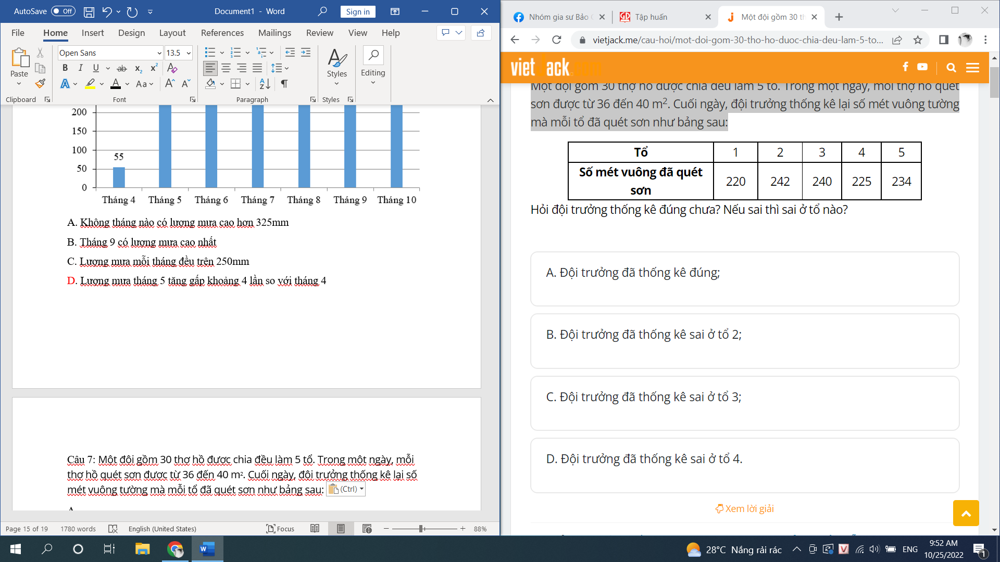 AutoSave Off Document1 - Word Sign in
File Home Insert Design Layout References Mailings Review View Help
Open Sans 13.5
Paste
B I U ab x2 x2
A A Aa A A
Styles
Editing
Clipboard Font Paragraph Styles
200
150
100
50
0
55
Tháng 4 Tháng 5 Tháng 6 Tháng 7 Tháng 8 Tháng 9 Tháng 10
A. Không tháng nào có lượng mưa cao hơn 325mm
B. Tháng 9 có lượng mưa cao nhất
C. Lượng mưa mỗi tháng đều trên 250mm
D. Lượng mưa tháng 5 tăng gấp khoảng 4 lần so với tháng 4
Câu 7: Một đội gồm 30 thợ hồ được chia đều làm 5 tổ. Trong một ngày, mỗi
thợ hồ quét sơn được từ 36 đến 40 m². Cuối ngày, đội trưởng thống kê lại số
mét vuông tường mà mỗi tổ đã quét sơn như bảng sau:
(Ctrl)
Page 15 of 19 1780 words English (United States) Focus 88%
Nhóm gia sư Bảo
Tập huấn
Một đội gồm 30 th
vietjack.me/cau-hoi/mot-doi-gom-30-tho-ho-duoc-chia-deu-lam-5-to...
vietJack.com
Một đội gồm 30 thợ hồ được chia đều làm 5 tổ. Trong một ngày, mỗi thợ hồ quét
sơn được từ 36 đến 40 m². Cuối ngày, đội trưởng thống kê lại số mét vuông tường
mà mỗi tổ đã quét sơn như bảng sau:
Tổ 1 2 3 4 5
Số mét vuông đã quét
sơn 220 242 240 225 234
Hỏi đội trưởng thống kê đúng chưa? Nếu sai thì sai ở tổ nào?
A. Đội trưởng đã thống kê đúng;
B. Đội trưởng đã thống kê sai ở tổ 2;
C. Đội trưởng đã thống kê sai ở tổ 3;
D. Đội trưởng đã thống kê sai ở tổ 4.
Xem lời giải
28°C Nắng rải rác
ENG
9:52 AM
10/25/2022
1